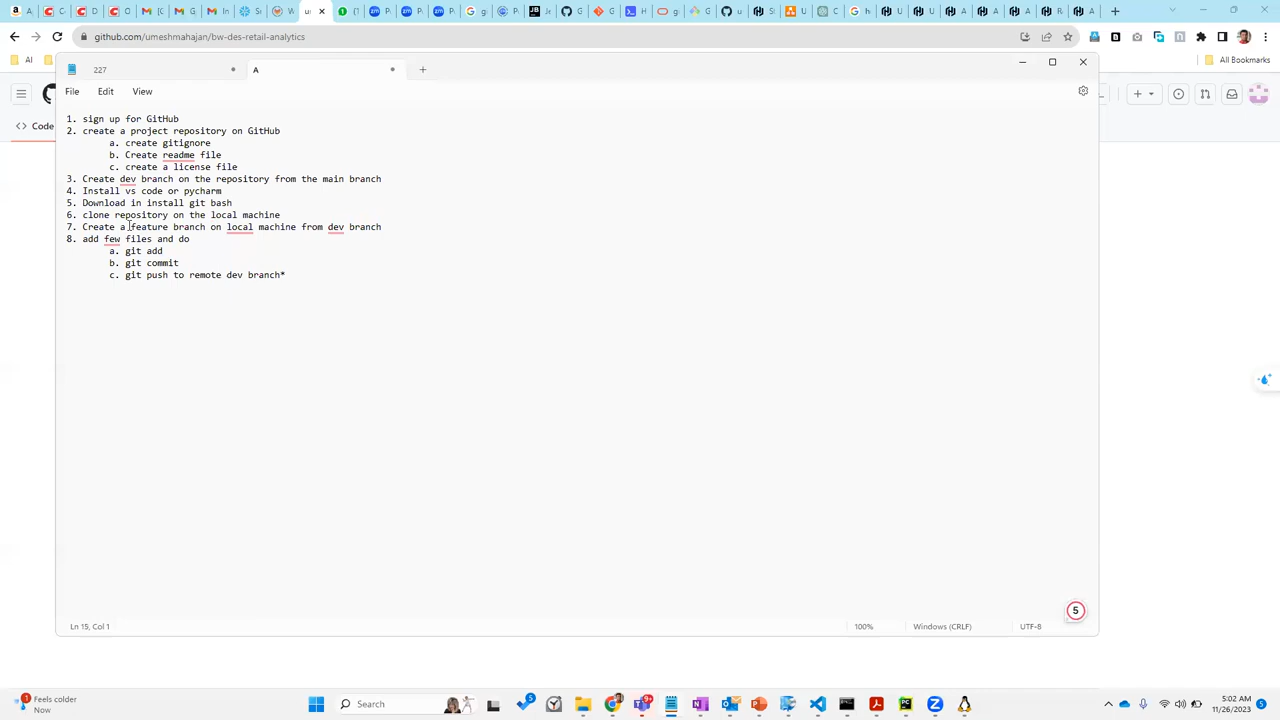 github.com/umeshmahajan/bw-des-retail-analytics
AI
All Bookmarks
227
A
File Edit View
Code
1. sign up for GitHub
2. create a project repository on GitHub
a. create gitignore
b. Create readme file
c. create a license file
3. Create dev branch on the repository from the main branch
4. Install vs code or pycharm
5. Download in install git bash
6. clone repository on the local machine
7. Create a feature branch on local machine from dev branch
8. add few files and do
a. git add
b. git commit
c. git push to remote dev branch*
5
Ln 15, Col 1
100%
Windows (CRLF)
UTF-8
Feels colder
Now
Search
5:02 AM
11/26/2023